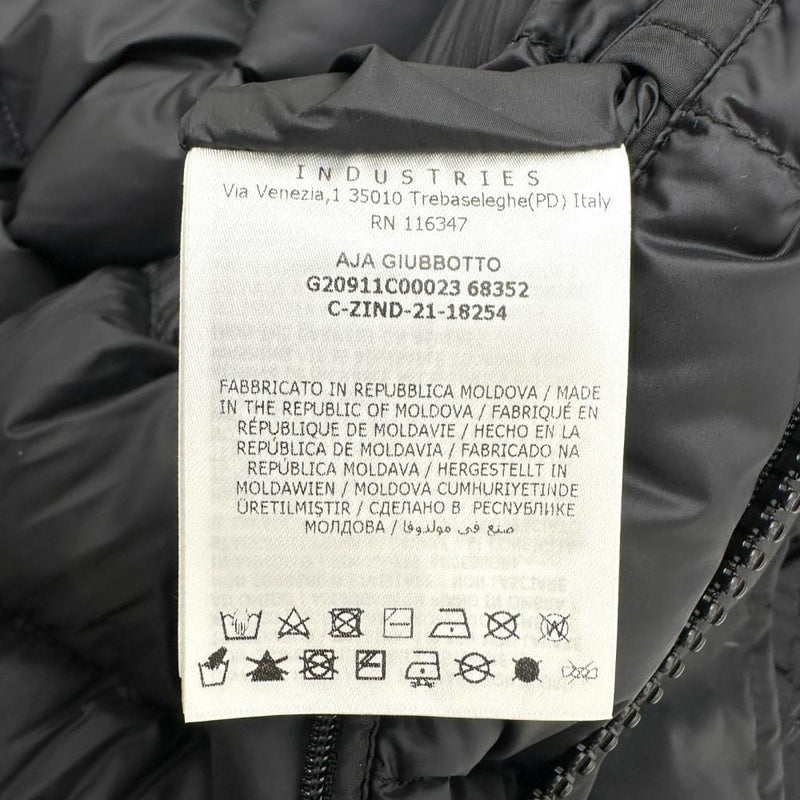 INDUSTRIES
Via Venezia,1 35010 Trebaseleghe(PD) Italy
RN 116347
AJA GIUBBOTTO
G20911C00023 68352
C-ZIND-21-18254
FABBRICATO IN REPUBBLICA MOLDOVA / MADE
IN THE REPUBLIC OF MOLDOVA / FABRIQUÉ EN
RÉPUBLIQUE DE MOLDAVIE / HECHO EN LA
REPÚBLICA DE MOLDAVIA / FABRICADO NA
REPÚBLICA MOLDAVA / HERGESTELLT IN
MOLDAWIEN / MOLDOVA CUMHURIYETINDE
ÜRETILMIŞTIR / СДЕЛАНО В РЕСПУБЛИКЕ
МОЛДОВА / صنع في مولدوفا